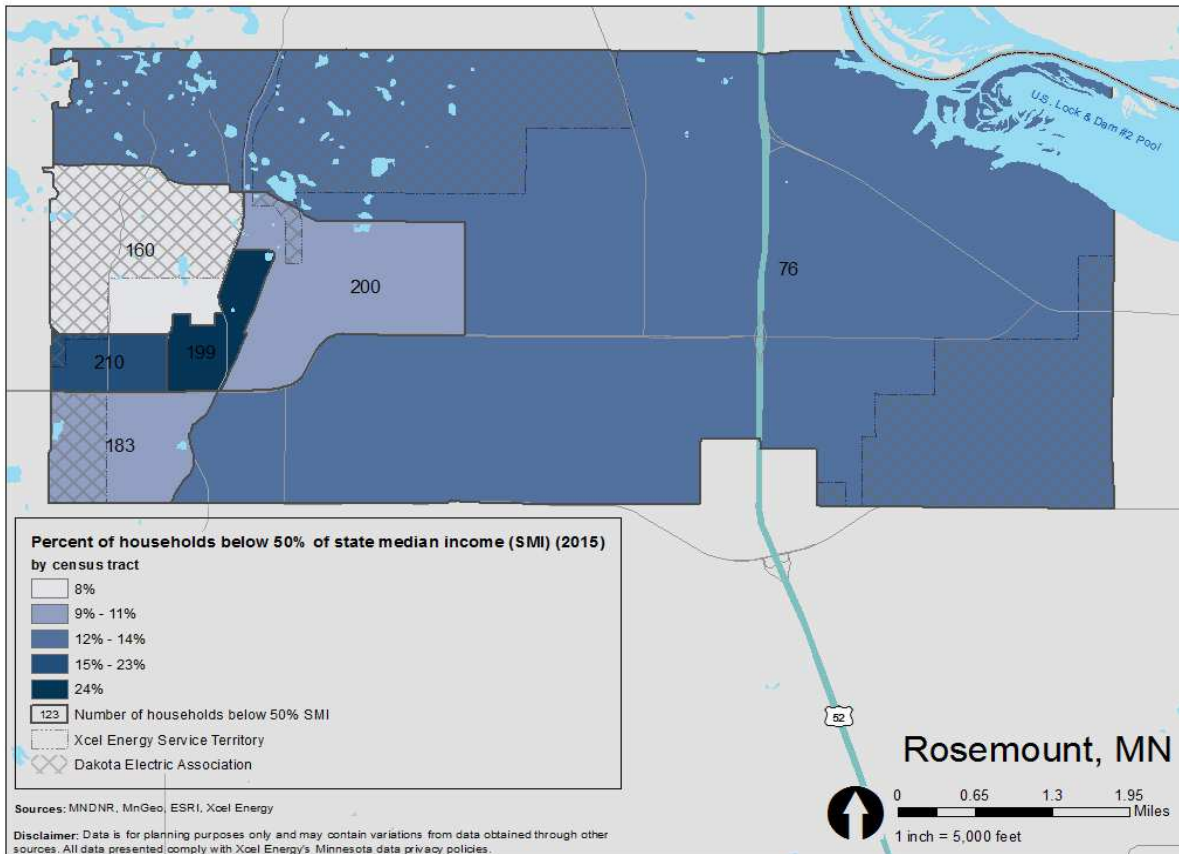 U.S. Lock & Dam #2 Pool
160
200
76
210
199
183
Percent of households below 50% of state median income (SMI) (2015)
by census tract
8%
9% - 11%
12% - 14%
15% - 23%
24%
123 Number of households below 50% SMI
Xcel Energy Service Territory
Dakota Electric Association
52
Rosemount, MN
0 0.65 1.3 1.95
Miles
1 inch = 5,000 feet
Sources: MNDNR, MnGeo, ESRI, Xcel Energy
Disclaimer: Data is for planning purposes only and may contain variations from data obtained through other
sources. All data presented comply with Xcel Energy's Minnesota data privacy policies.